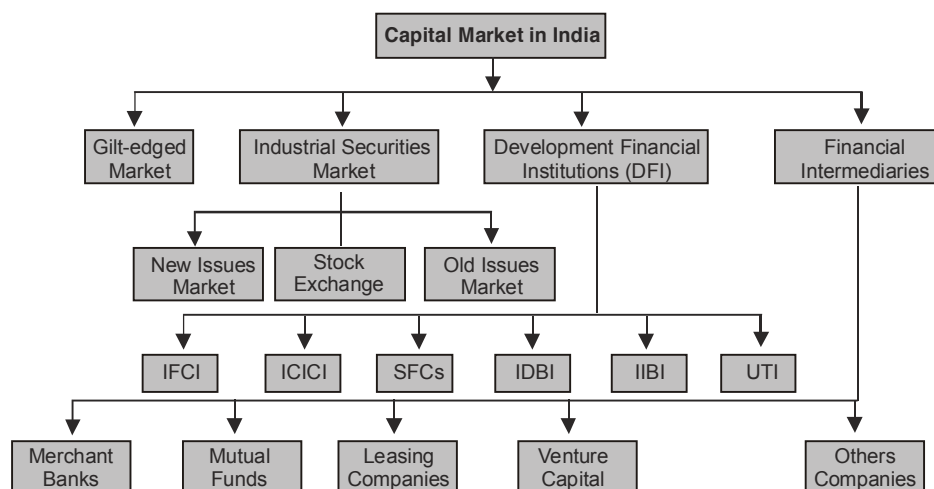 Capital Market in India
Gilt-edged
Market
Industrial Securities
Market
Development Financial
Institutions (DFI)
Financial
Intermediaries
New Issues
Market
Stock
Exchange
Old Issues
Market
IFCI
ICICI
SFCs
IDBI
IIBI
UTI
Merchant
Banks
Mutual
Funds
Leasing
Companies
Venture
Capital
Others
Companies